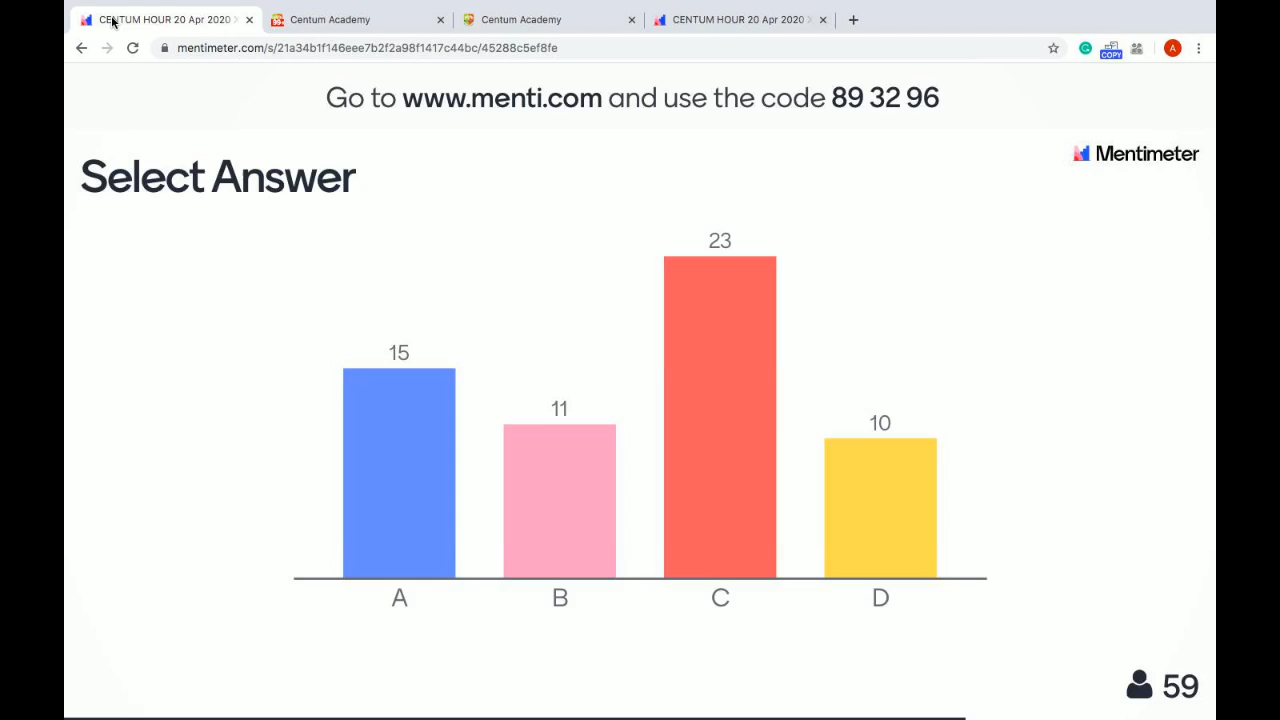 CENTUM HOUR 20 Apr 2020
Centum Academy
Centum Academy
CENTUM HOUR 20 Apr 2020
mentimeter.com/s/21a34b1f146eee7b2f2a98f1417c44bc/45288c5ef8fe
COPY
A
Go to www.menti.com and use the code 89 32 96
Mentimeter
Select Answer
23
15
11
10
A B C D
59